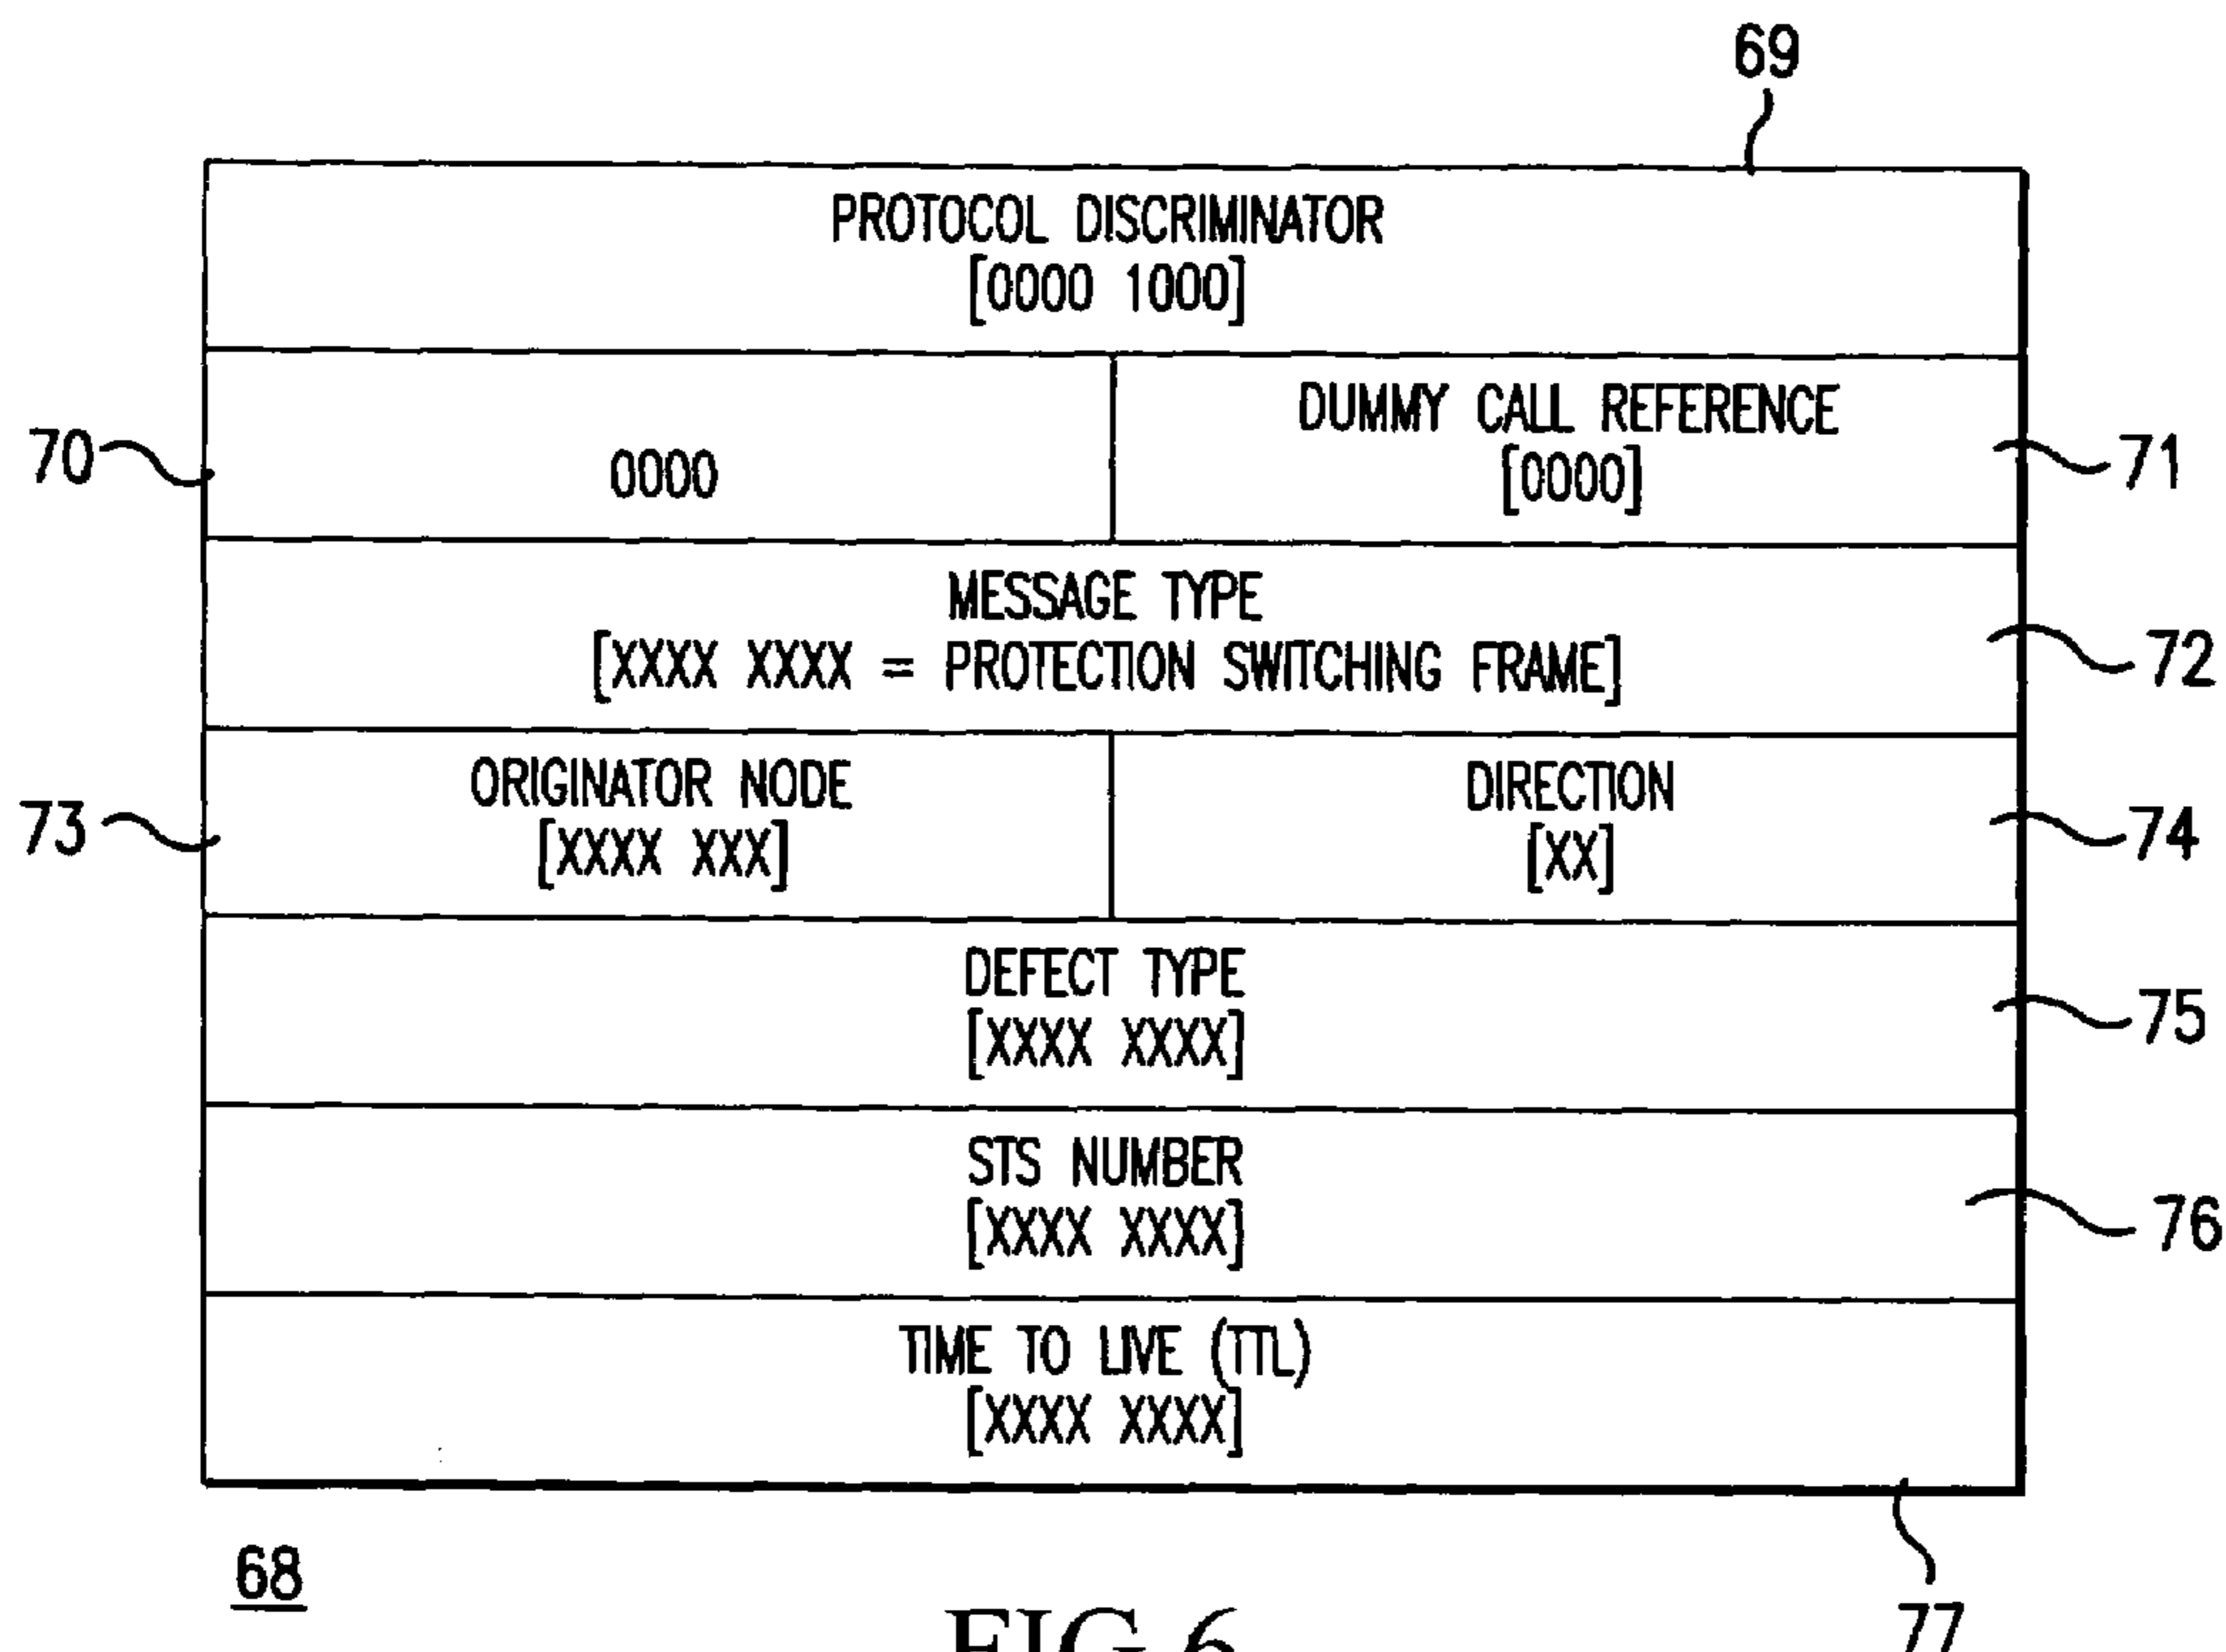 69
PROTOCOL DISCRIMINATOR
[0000 1000]
70
0000
DUMMY CALL REFERENCE
[0000]
71
MESSAGE TYPE
[XXXX XXXX = PROTECTION SWITCHING FRAME]
72
73
ORIGINATOR NODE
[XXXX XXX]
DIRECTION
[XX]
74
DEFECT TYPE
[XXXX XXXX]
75
STS NUMBER
[XXXX XXXX]
76
TIME TO LIVE (TTL)
[XXXX XXXX]
68
77
FIG 6